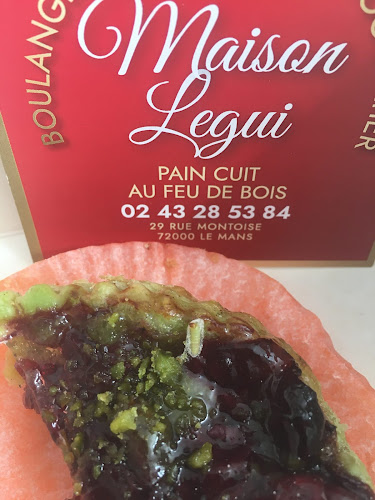 Maison
Legui
PAIN CUIT
AU FEU DE BOIS
02 43 28 53 84
29 RUE MONTOISE
72000 LE MANS